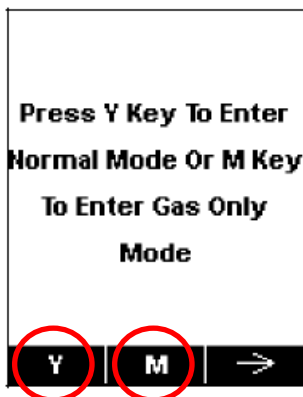 Press Y Key To Enter
Normal Mode Or M Key
To Enter Gas Only
Mode
Y M →